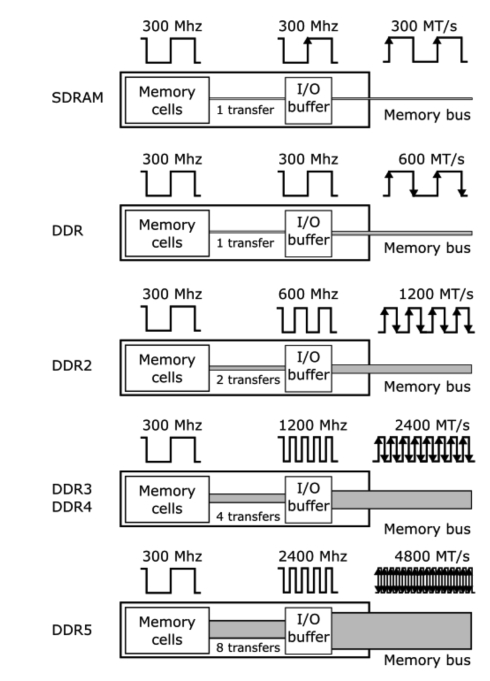 300 Mhz 300 Mhz 300 MT/s
SDRAM
Memory cells
1 transfer
I/O buffer
Memory bus
300 Mhz 300 Mhz 600 MT/s
DDR
Memory cells
1 transfer
I/O buffer
Memory bus
300 Mhz 600 Mhz 1200 MT/s
DDR2
Memory cells
2 transfers
I/O buffer
Memory bus
300 Mhz 1200 Mhz 2400 MT/s
DDR3
DDR4
Memory cells
4 transfers
I/O buffer
Memory bus
300 Mhz 2400 Mhz 4800 MT/s
DDR5
Memory cells
8 transfers
I/O buffer
Memory bus